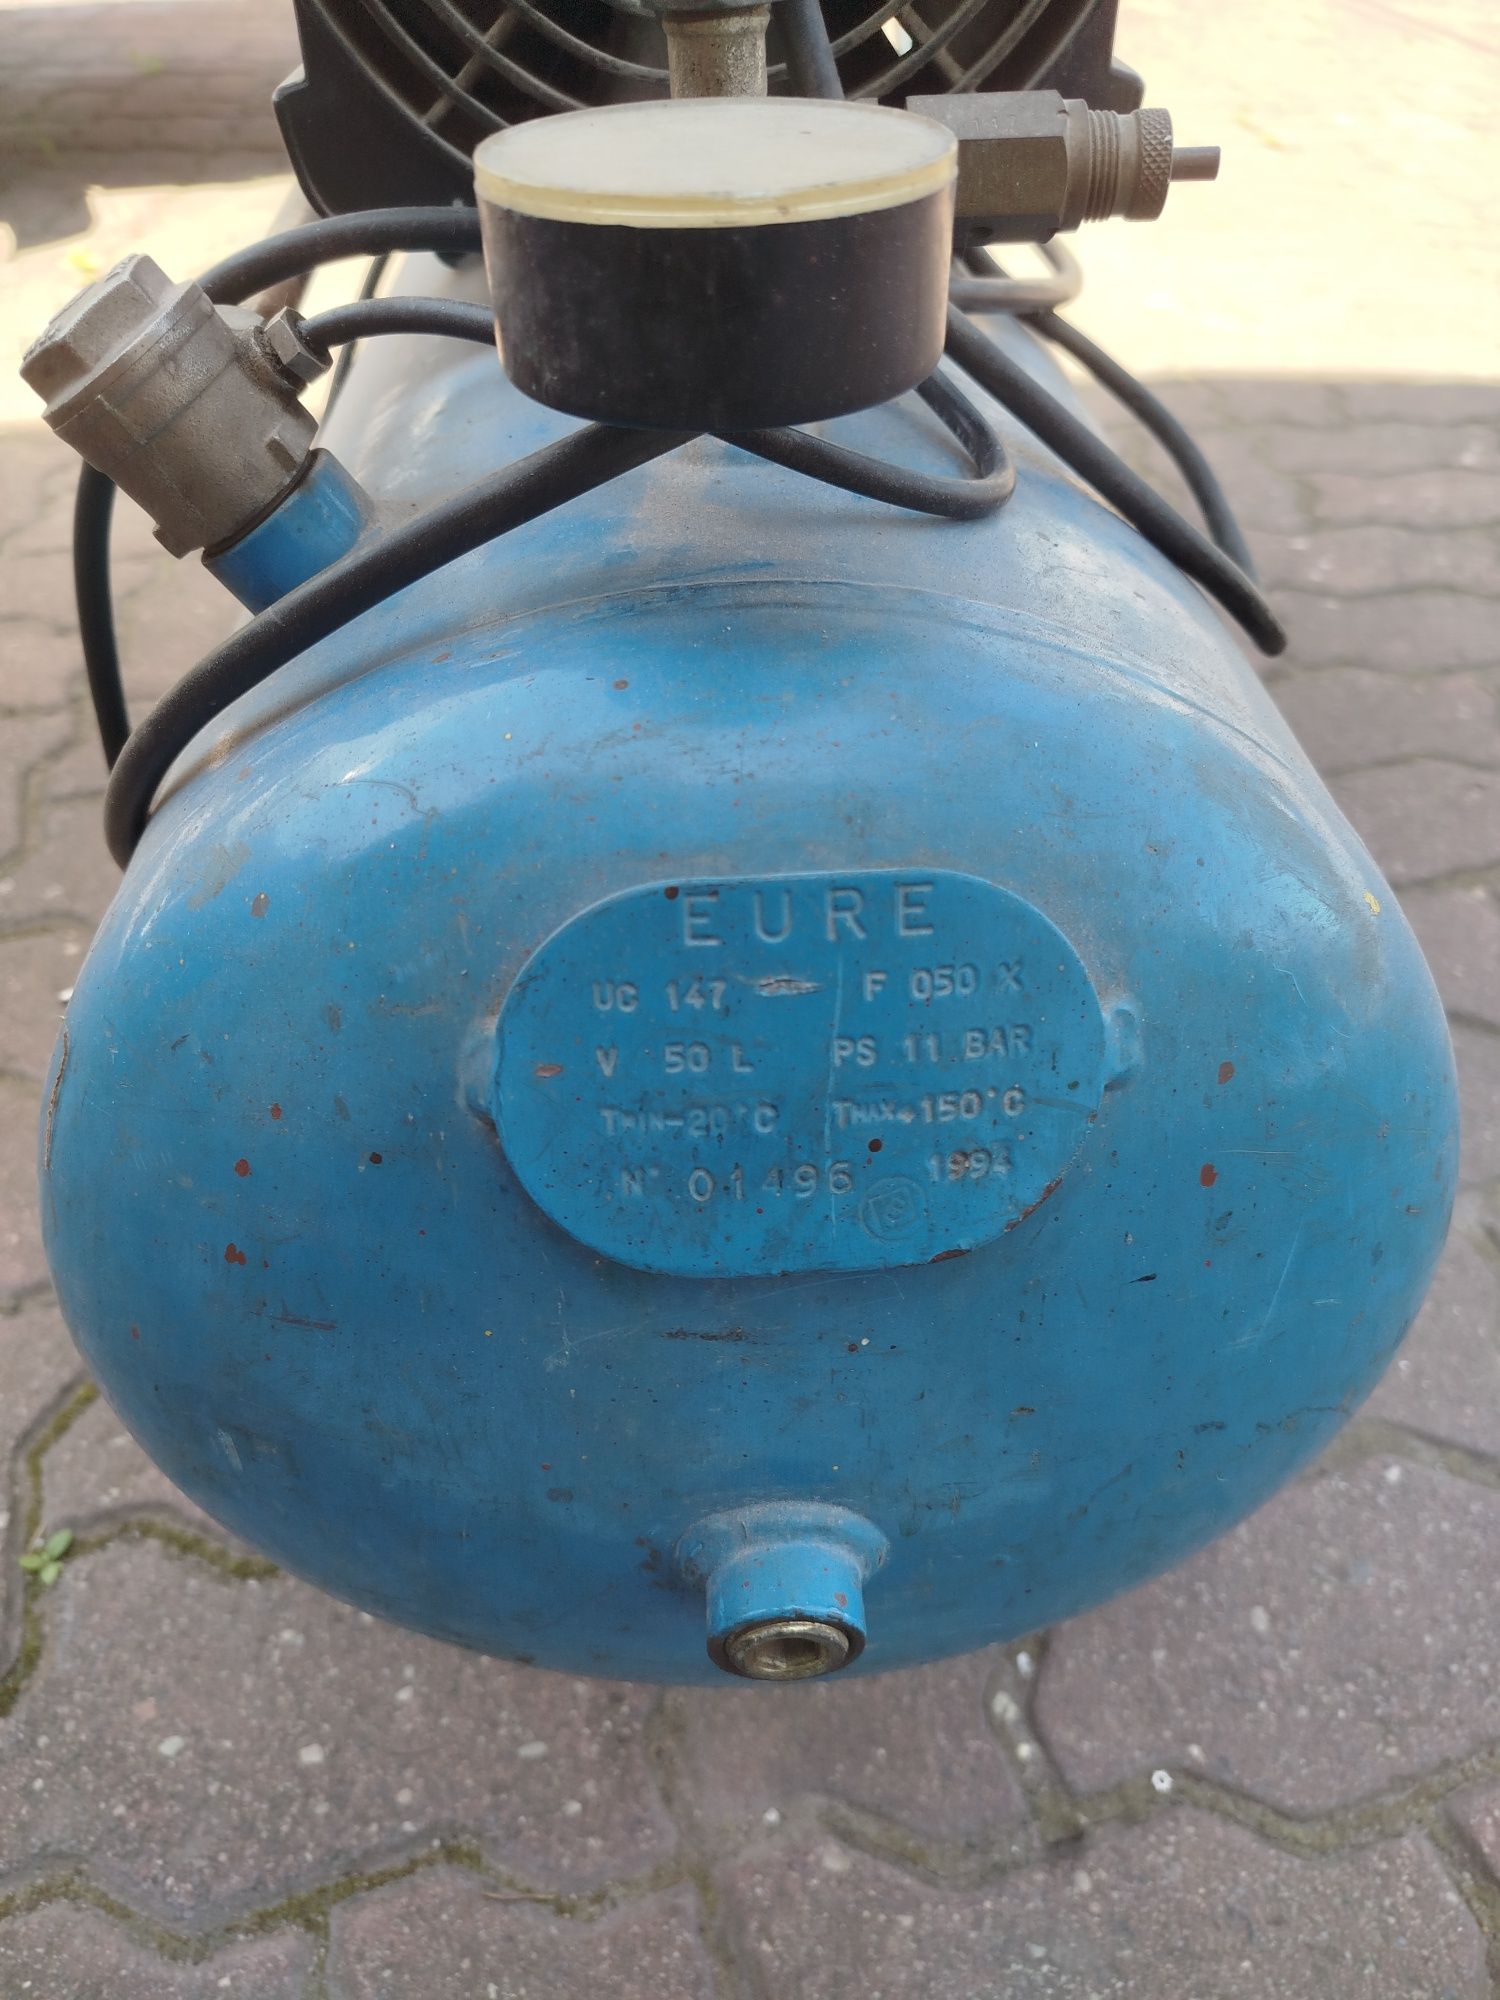 EURE
UC 147 F 050 X
V 50 L PS 11 BAR
TMIN-20°C TMAX+150°C
N° 01496 1994